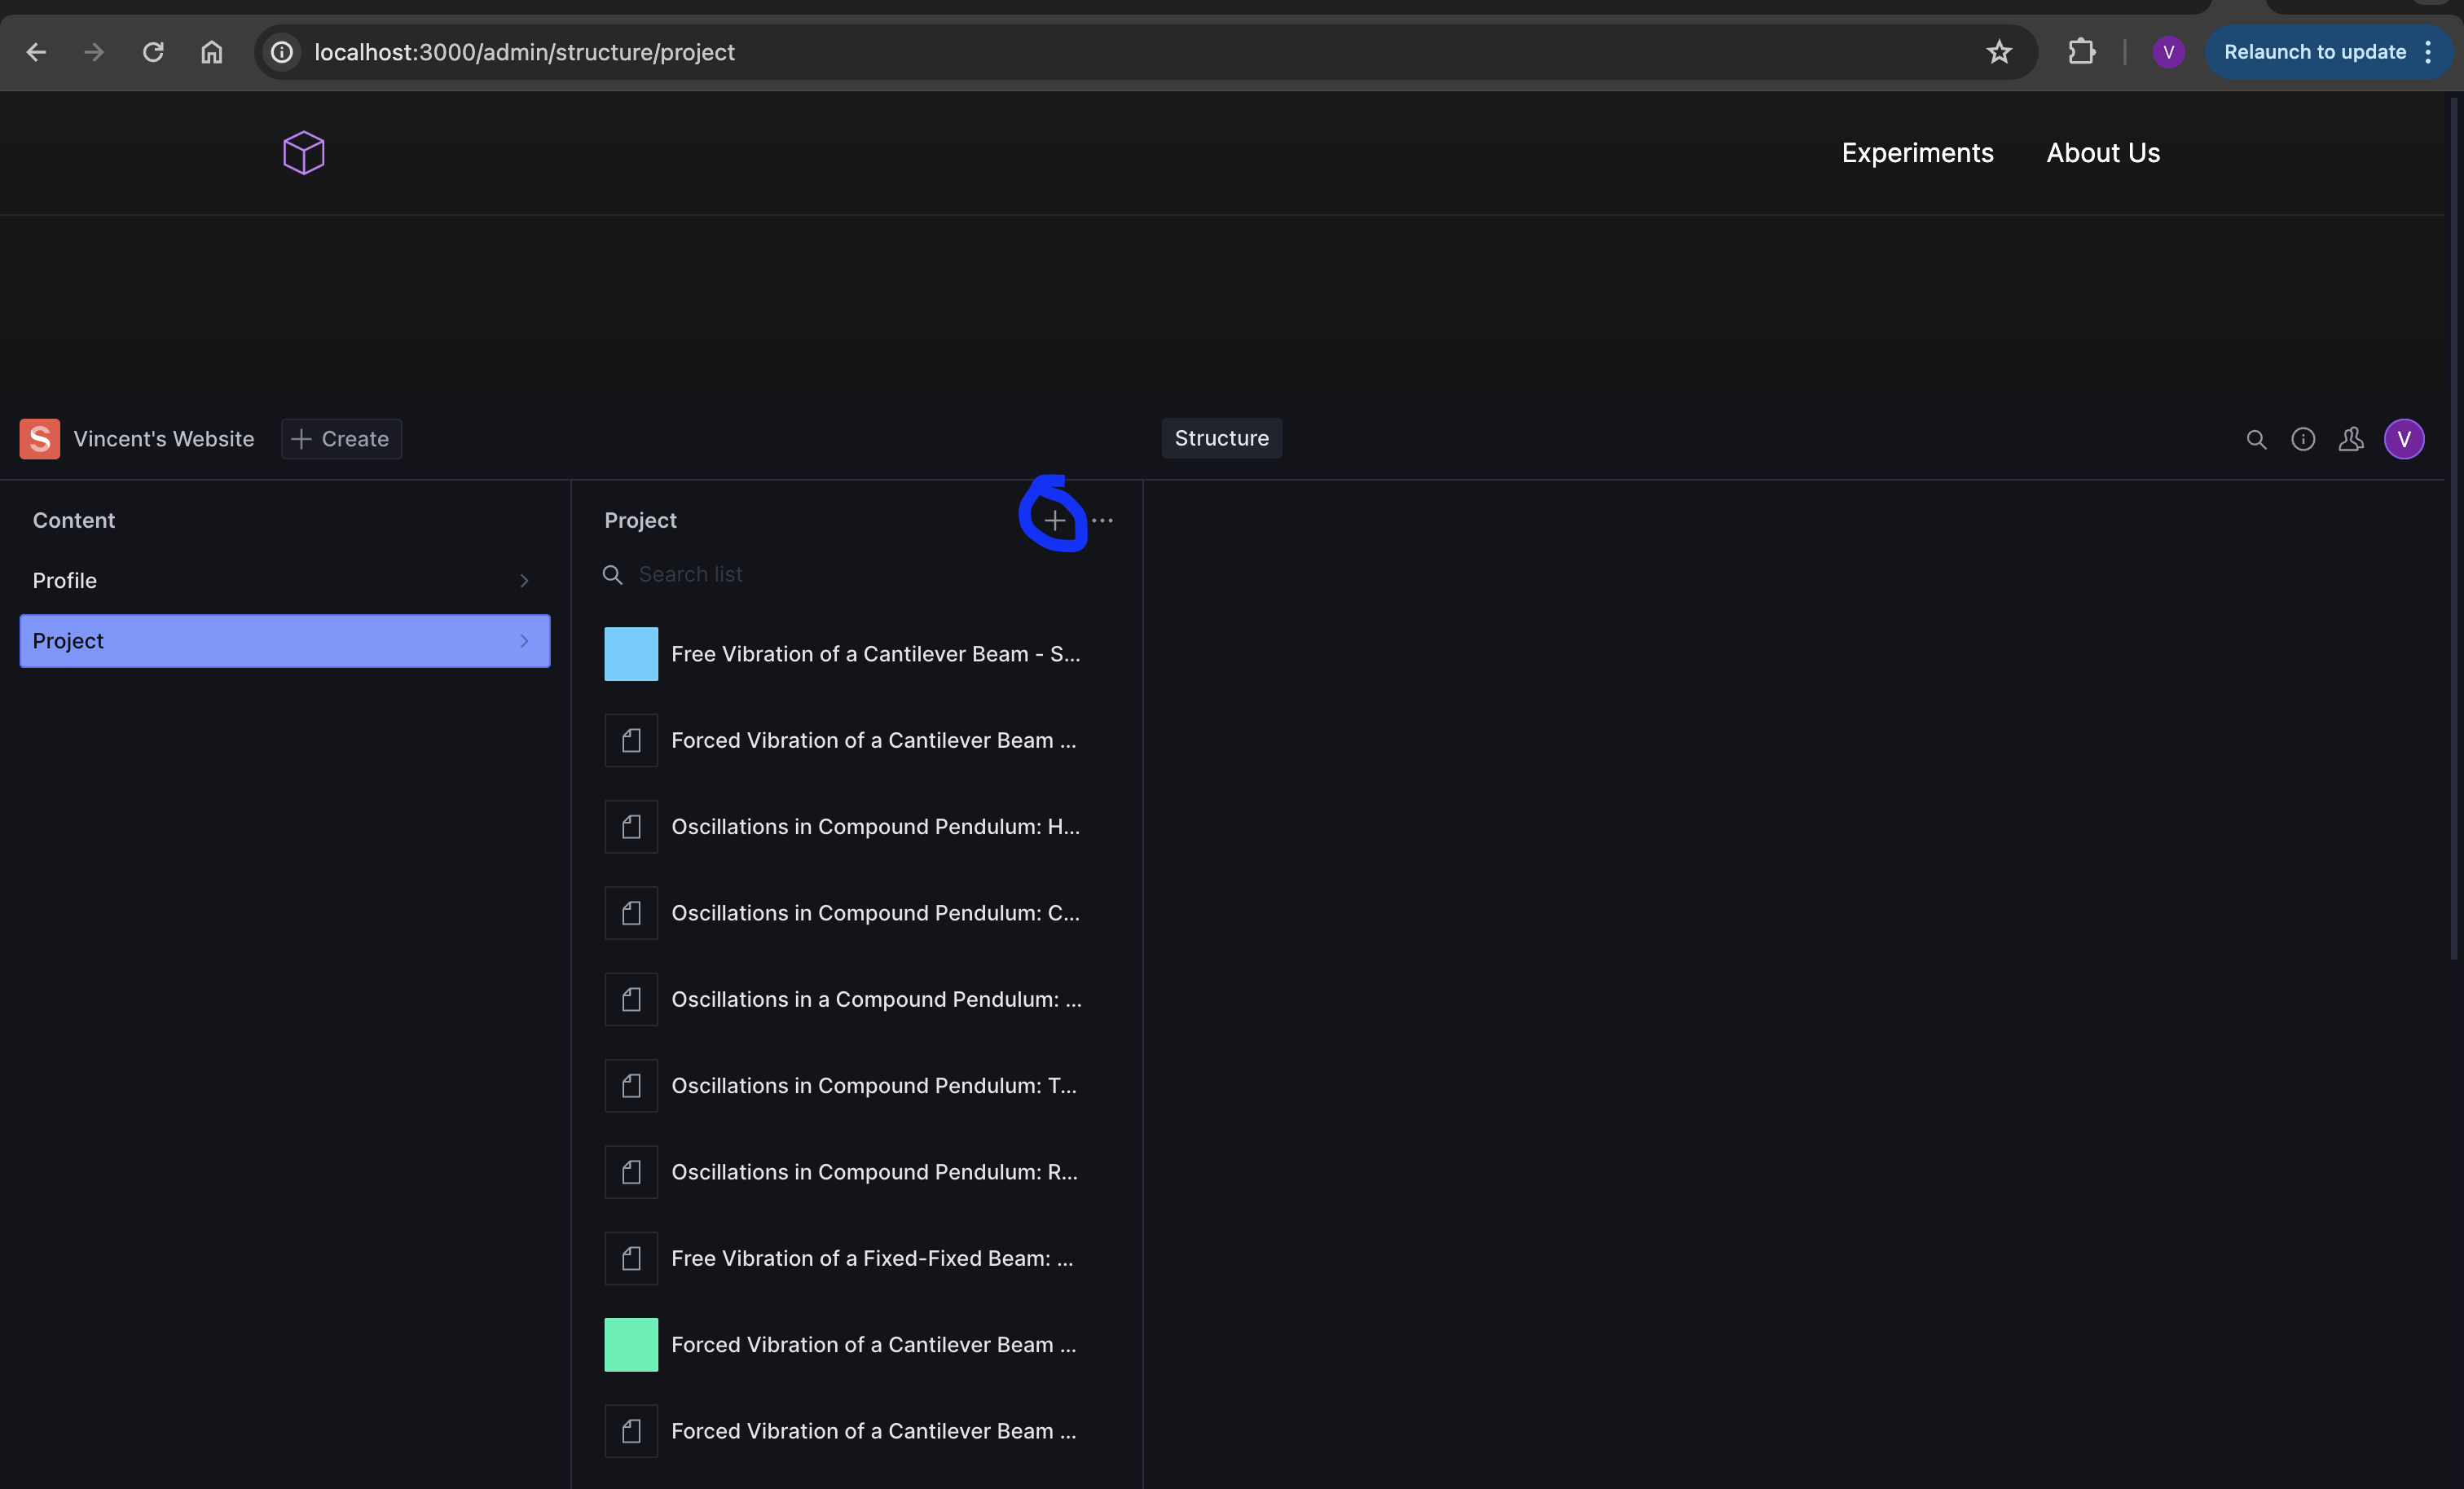 localhost:3000/admin/structure/project
V
Relaunch to update
Experiments
About Us
S
Vincent's Website
Create
Structure
V
Content
Profile
Project
Project
Search list
Free Vibration of a Cantilever Beam - S...
Forced Vibration of a Cantilever Beam ...
Oscillations in Compound Pendulum: H...
Oscillations in Compound Pendulum: C...
Oscillations in a Compound Pendulum: ...
Oscillations in Compound Pendulum: T...
Oscillations in Compound Pendulum: R...
Free Vibration of a Fixed-Fixed Beam: ...
Forced Vibration of a Cantilever Beam ...
Forced Vibration of a Cantilever Beam ...